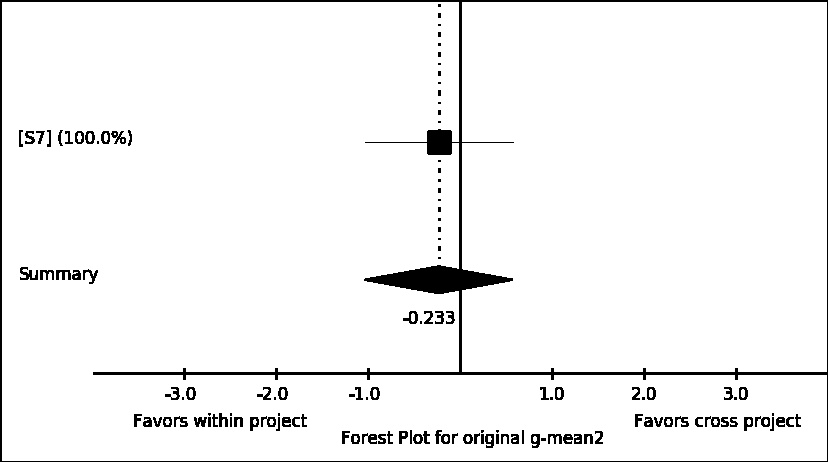 [S7] (100.0%)
Summary
-0.233
-3.0 -2.0 -1.0 1.0 2.0 3.0
Favors within project Favors cross project
Forest Plot for original g-mean2